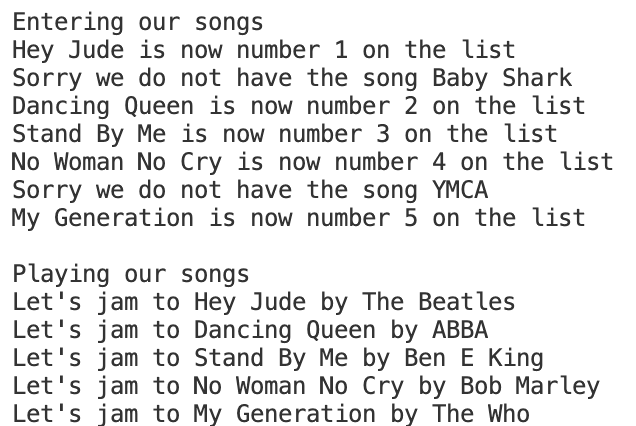 Entering our songs
Hey Jude is now number 1 on the list
Sorry we do not have the song Baby Shark
Dancing Queen is now number 2 on the list
Stand By Me is now number 3 on the list
No Woman No Cry is now number 4 on the list
Sorry we do not have the song YMCA
My Generation is now number 5 on the list

Playing our songs
Let's jam to Hey Jude by The Beatles
Let's jam to Dancing Queen by ABBA
Let's jam to Stand By Me by Ben E King
Let's jam to No Woman No Cry by Bob Marley
Let's jam to My Generation by The Who